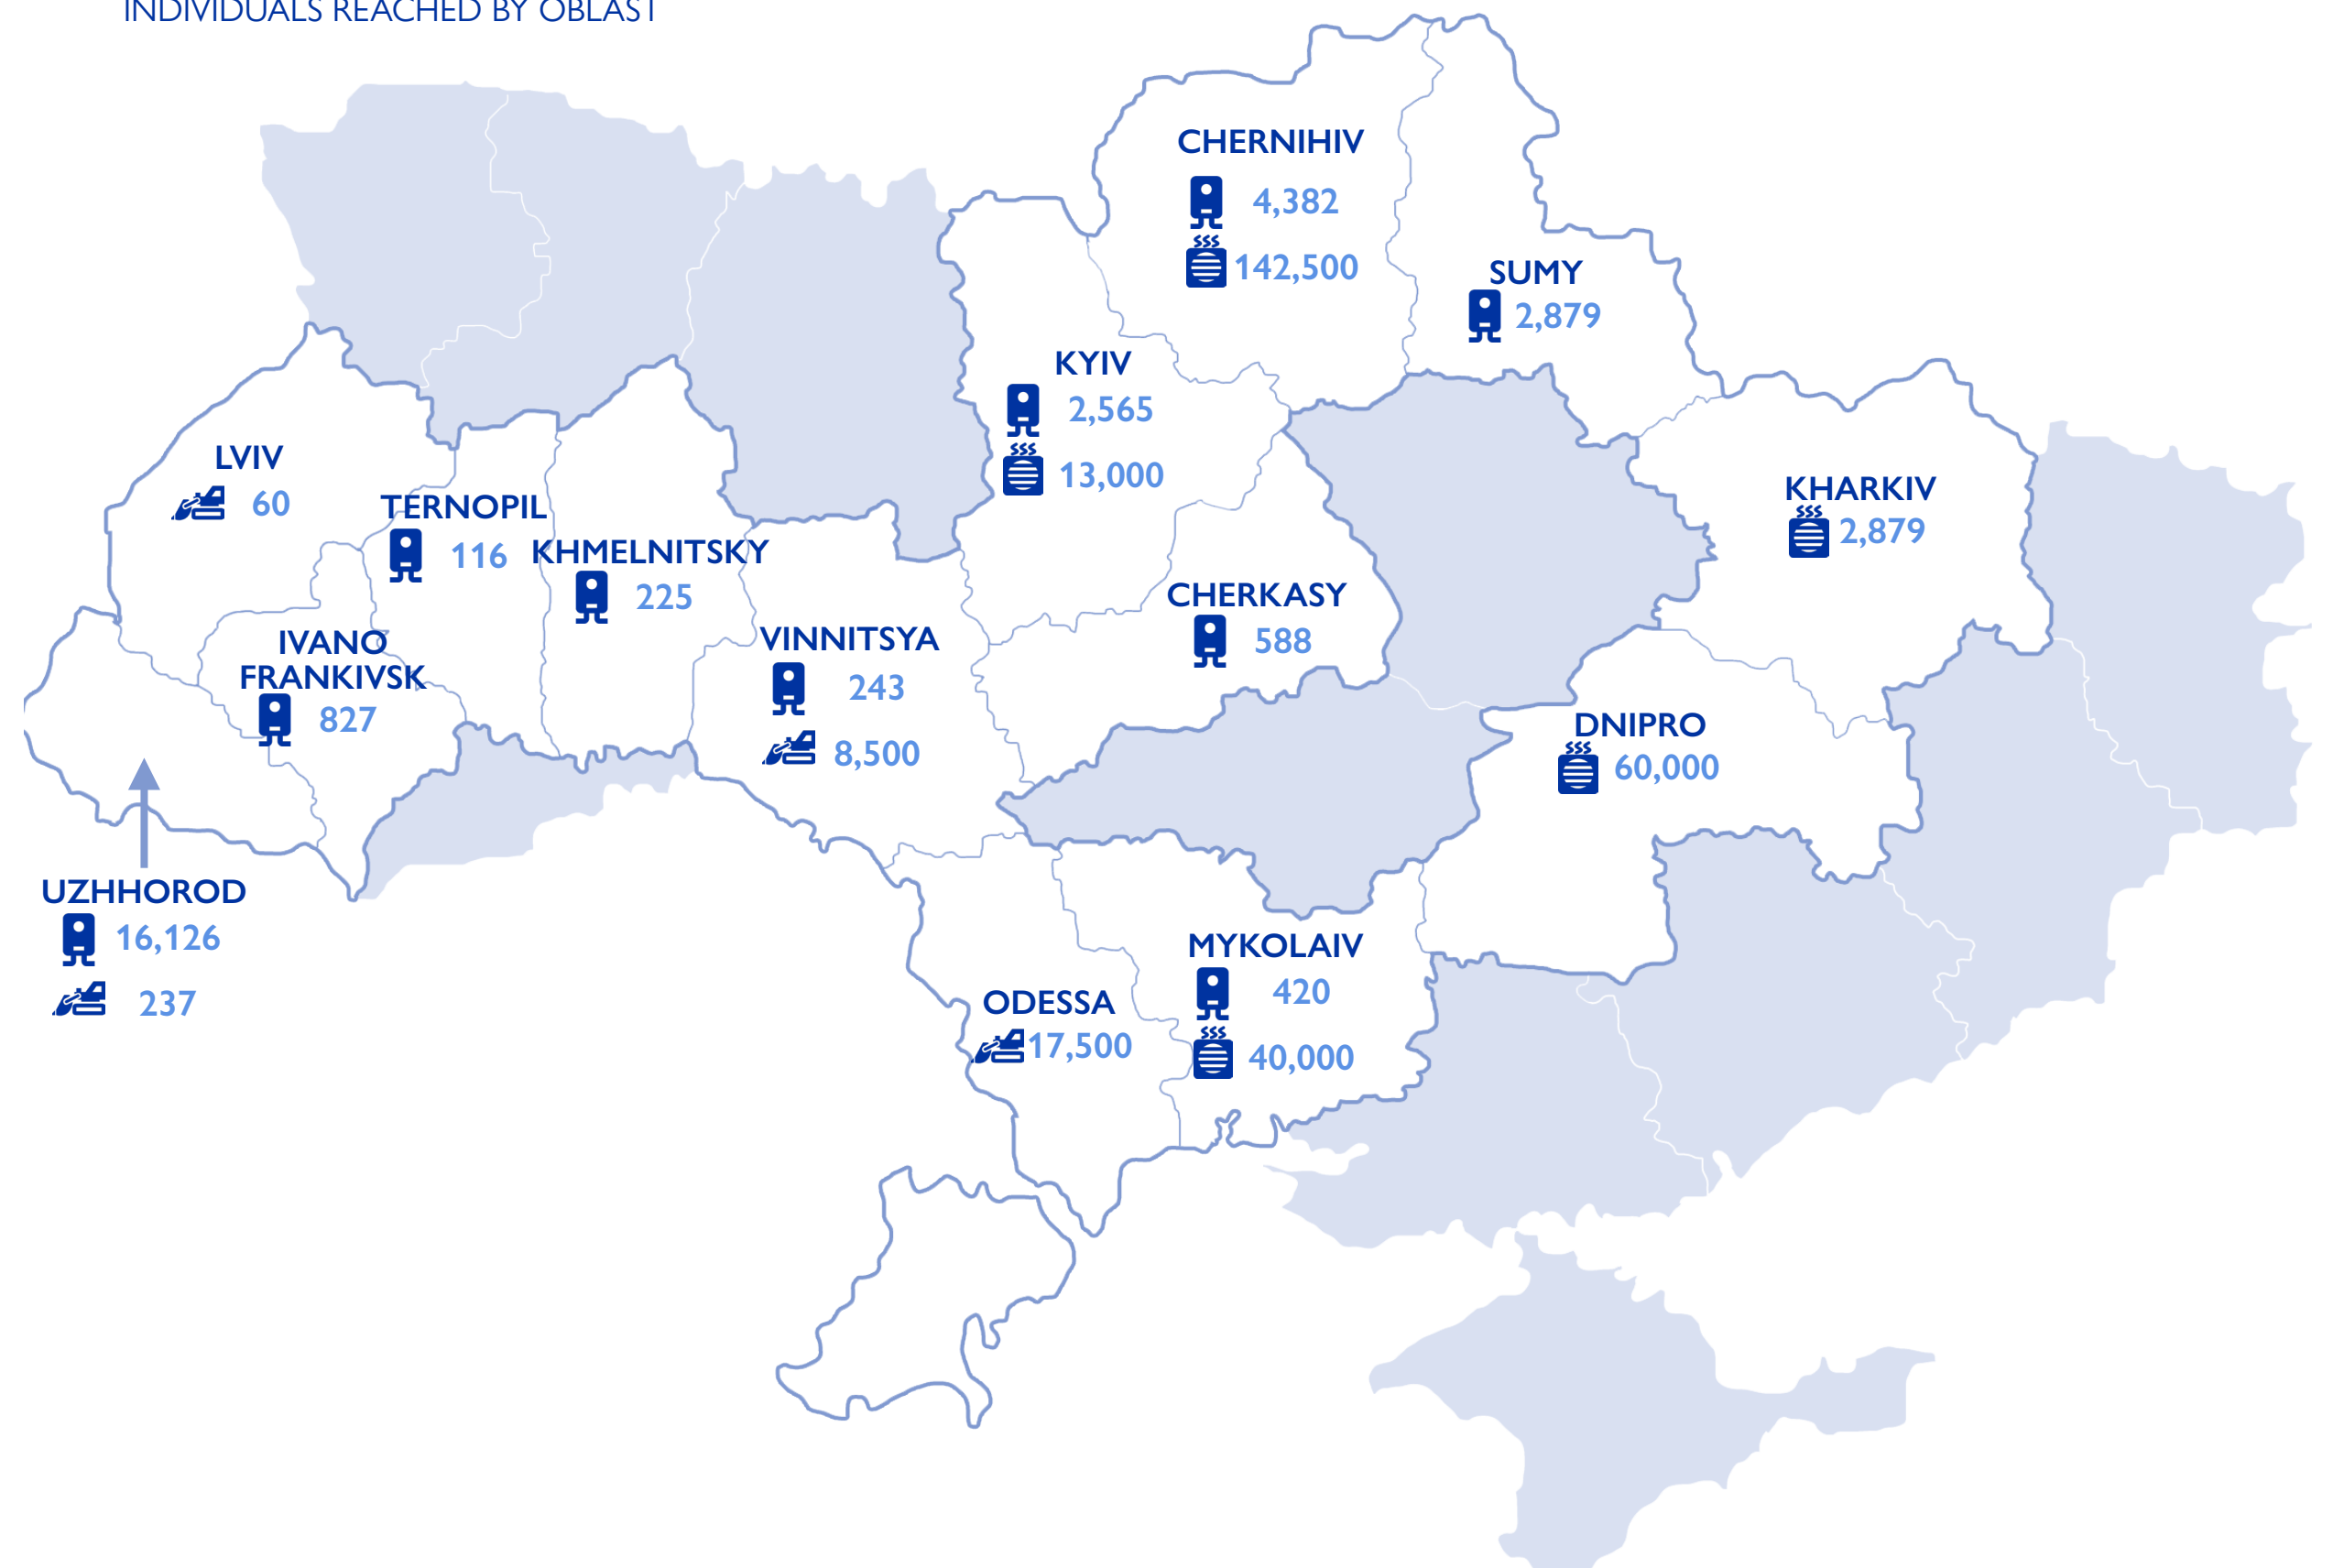 INDIVIDUALS REACHED BY OBLAST
CHERNIHIV
4,382
142,500
SUMY
2,879
KYIV
2,565
13,000
LVIV
60
TERNOPIL
116
KHMELNITSKY
225
KHARKIV
2,879
CHERKASY
588
IVANO
FRANKIVSK
827
VINNITSYA
243
8,500
DNIPRO
60,000
UZHHOROD
16,126
237
MYKOLAIV
420
40,000
ODESSA
17,500